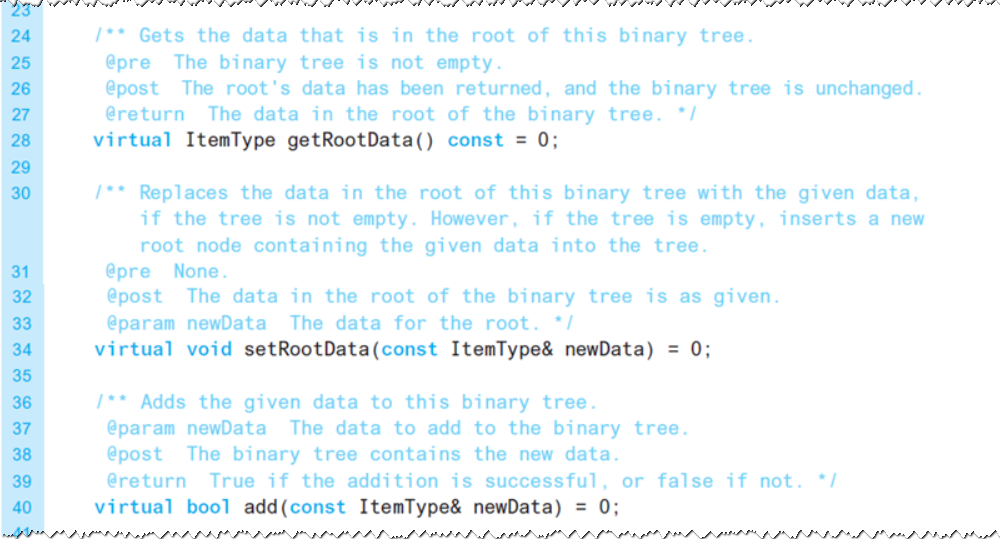 23
24 /** Gets the data that is in the root of this binary tree.
25 @pre The binary tree is not empty.
26 @post The root's data has been returned, and the binary tree is unchanged.
27 @return The data in the root of the binary tree. */
28 virtual ItemType getRootData() const = 0;
29
30 /** Replaces the data in the root of this binary tree with the given data,
if the tree is not empty. However, if the tree is empty, inserts a new
root node containing the given data into the tree.
31 @pre None.
32 @post The data in the root of the binary tree is as given.
33 @param newData The data for the root. */
34 virtual void setRootData(const ItemType& newData) = 0;
35
36 /** Adds the given data to this binary tree.
37 @param newData The data to add to the binary tree.
38 @post The binary tree contains the new data.
39 @return True if the addition is successful, or false if not. */
40 virtual bool add(const ItemType& newData) = 0;
41